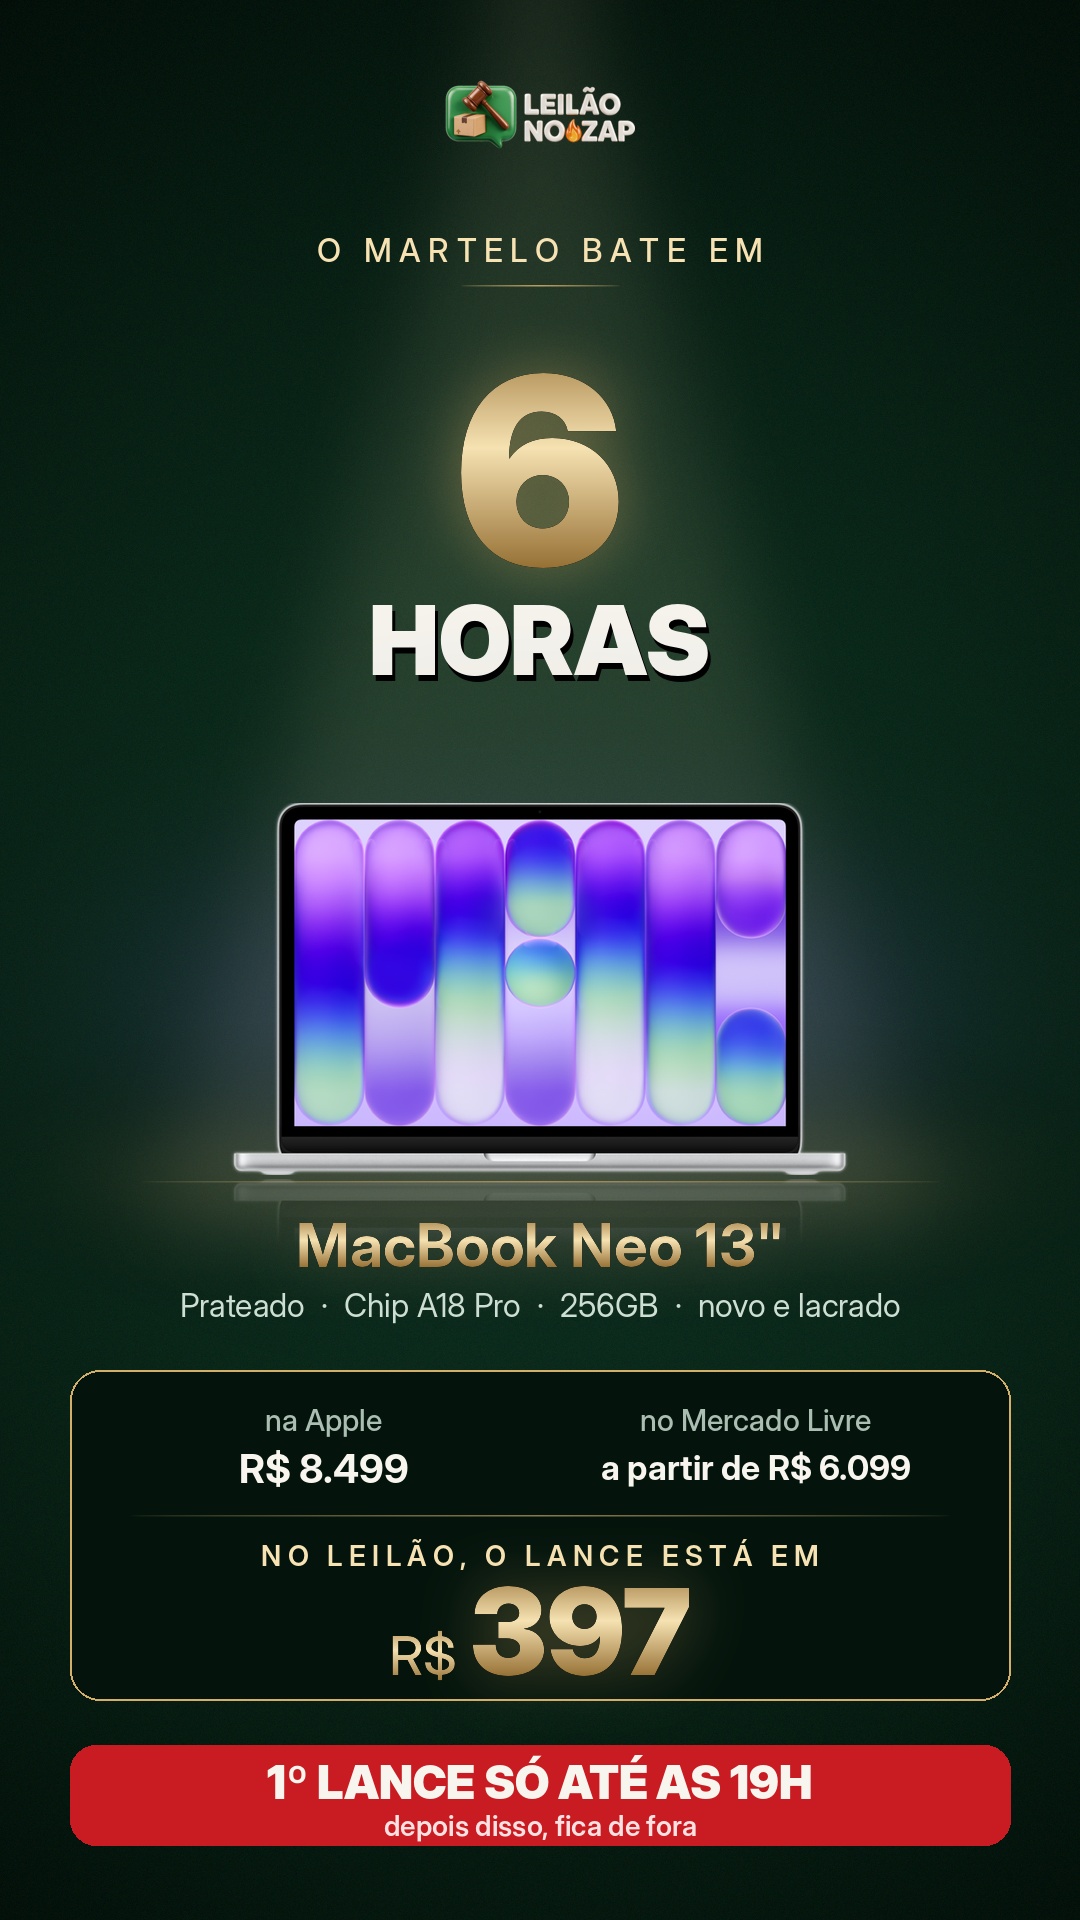 LEILÃO
NO ZAP
O MARTELO BATE EM
6
HORAS
MacBook Neo 13"
Prateado · Chip A18 Pro · 256GB · novo e lacrado
na Apple
R$ 8.499
no Mercado Livre
a partir de R$ 6.099
NO LEILÃO, O LANCE ESTÁ EM
R$ 397
1º LANCE SÓ ATÉ AS 19H
depois disso, fica de fora